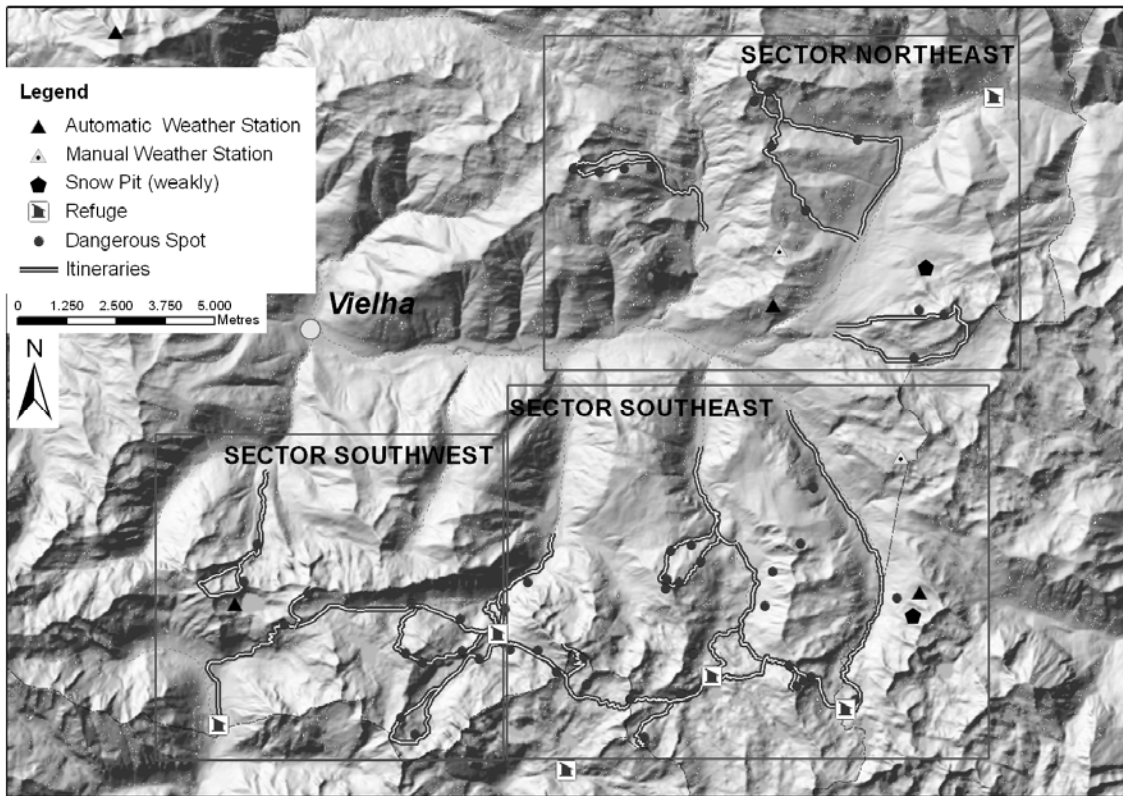 SECTOR NORTHEAST
Legend
Automatic Weather Station
Manual Weather Station
Snow Pit (weakly)
Refuge
Dangerous Spot
Itineraries
0 1.250 2.500 3.750 5.000
Metres
Vielha
N
SECTOR SOUTHEAST
SECTOR SOUTHWEST